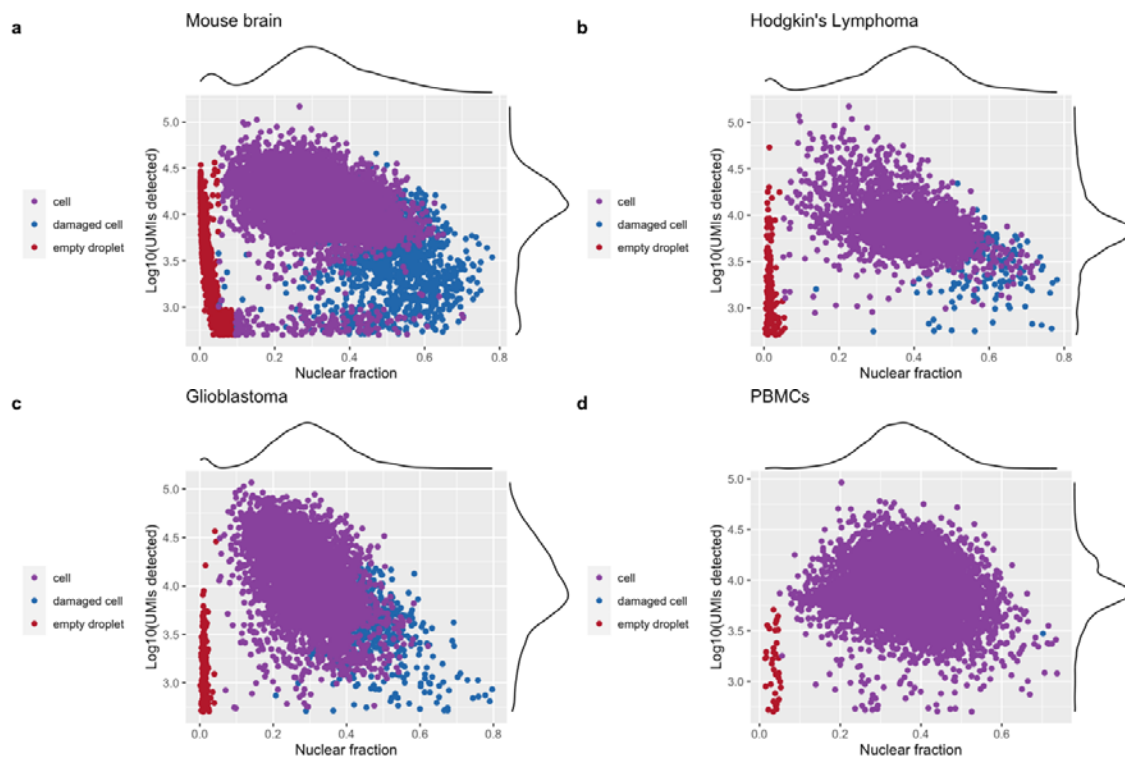 a
Mouse brain
Log10(UMIs detected)
5.0
4.5
4.0
3.5
3.0
cell
damaged cell
empty droplet
0.0 0.2 0.4 0.6 0.8
Nuclear fraction
b
Hodgkin's Lymphoma
Log10(UMIs detected)
5.0
4.5
4.0
3.5
3.0
cell
damaged cell
empty droplet
0.0 0.2 0.4 0.6 0.8
Nuclear fraction
c
Glioblastoma
Log10(UMIs detected)
5.0
4.5
4.0
3.5
3.0
cell
damaged cell
empty droplet
0.0 0.2 0.4 0.6 0.8
Nuclear fraction
d
PBMCs
Log10(UMIs detected)
5.0
4.5
4.0
3.5
3.0
cell
damaged cell
empty droplet
0.0 0.2 0.4 0.6
Nuclear fraction